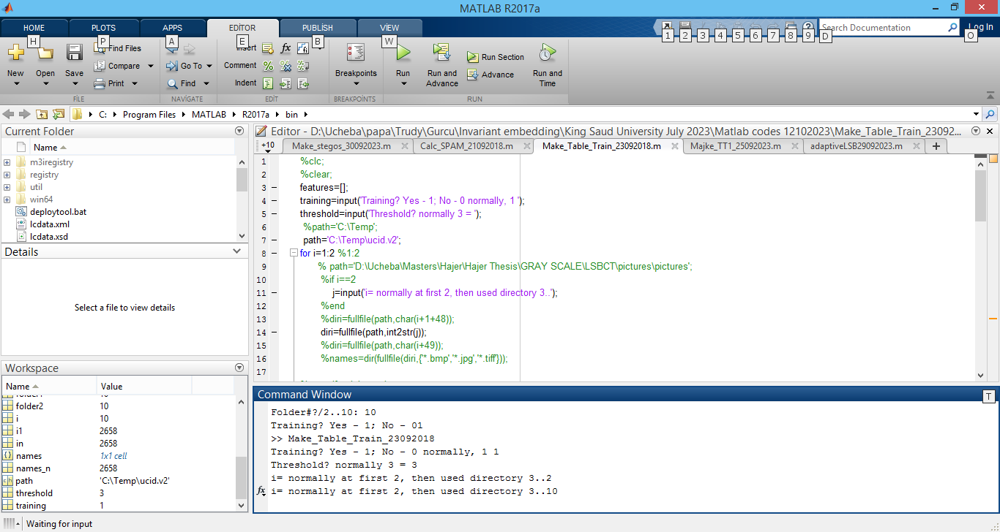 MATLAB R2017a
HOME PLOTS APPS EDİTOR PUBLİSH VİEW
Search Documentation Log In
H P A E B W 1 2 3 4 5 6 7 8 9 D O
New Open Save Find Files Compare Print
Go To Find
Insert Comment Indent fx
Breakpoints
Run Run and Advance Run Section Advance Run and Time
FİLE NAVİGATE EDİT BREAKPOINTS RUN
C: Program Files MATLAB R2017a bin
Current Folder
Name
m3iregistry
registry
util
win64
deploytool.bat
lcdata.xml
lcdata.xsd
Details
Select a file to view details
Workspace
Name Value
folder2 10
i 10
i1 2658
in 2658
names 1x1 cell
names_n 2658
path 'C:\Temp\ucid.v2'
threshold 3
training 1
Editor - D:\Ucheba\papa\Trudy\Gurcu\Invariant embedding\King Saud University July 2023\Matlab codes 12102023\Make_Table_Train_23092...
+10 Make_stegos_30092023.m Calc_SPAM_21092018.m Make_Table_Train_23092018.m Majke_TT1_25092023.m adaptiveLSB29092023.m +
1 %clc;
2 %clear;
3 – features=[];
4 – training=input('Training? Yes - 1; No - 0 normally, 1 ');
5 – threshold=input('Threshold? normally 3 = ');
6 %path='C:\Temp';
7 – path='C:\Temp\ucid.v2';
8 – for i=1:2 %1:2
9 % path='D:\Ucheba\Masters\Hajer\Hajer Thesis\GRAY SCALE\LSBCT\pictures\pictures';
10 %if i==2
11 – j=input('i= normally at first 2, then used directory 3..');
12 %end
13 %diri=fullfile(path,char(i+1+48));
14 – diri=fullfile(path,int2str(j));
15 %diri=fullfile(path,char(i+49));
16 %names=dir(fullfile(diri,{'*.bmp','*.jpg','*.tiff'}));
17
Command Window T
Folder#?/2..10: 10
Training? Yes - 1; No - 01
>> Make_Table_Train_23092018
Training? Yes - 1; No - 0 normally, 1 1
Threshold? normally 3 = 3
i= normally at first 2, then used directory 3..2
fx i= normally at first 2, then used directory 3..10
Waiting for input